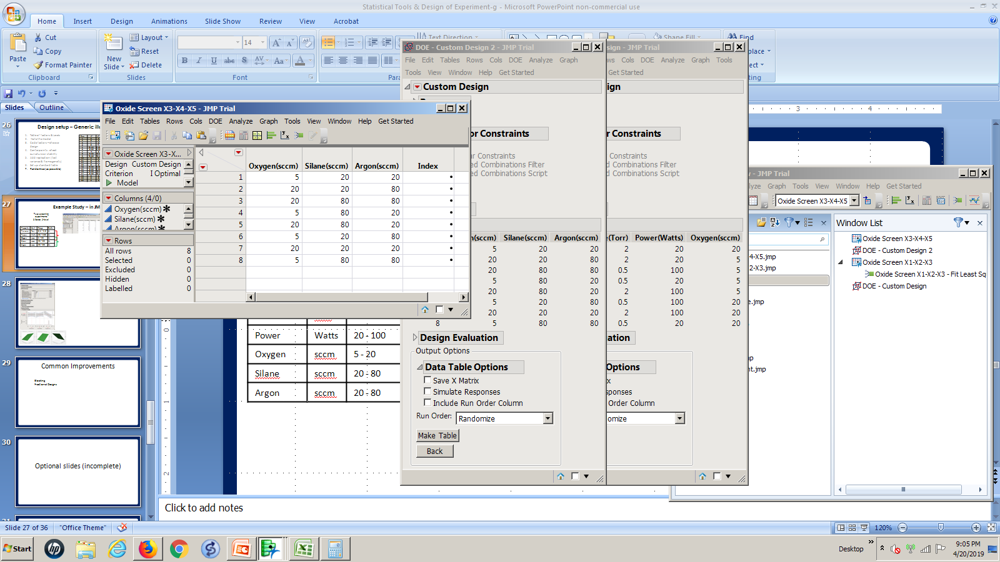 Statistical Tools & Design of Experiment-g - Microsoft PowerPoint non-commercial use
Home Insert Design Animations Slide Show Review View Acrobat
Paste
Cut
Copy
Format Painter
Clipboard
New Slide
Layout
Reset
Delete
Slides
14
B I U abc S AV Aa A
Font
Text Direction
Shape Fill
Find
Slides Outline
26
Design setup – Generic
27
Example Study – in JM
28
29
Common Improvements
Blocking
Fractional Designs
30
Optional slides (incomplete)
31
Oxide Screen X3-X4-X5 - JMP Trial
File Edit Tables Rows Cols DOE Analyze Graph Tools View Window Help Get Started
Oxide Screen X3-X...
Design Custom Design
Criterion I Optimal
Model
Columns (4/0)
Oxygen(sccm)
Silane(sccm)
Argon(sccm)
Rows
All rows 8
Selected 0
Excluded 0
Hidden 0
Labelled 0
Oxygen(sccm) Silane(sccm) Argon(sccm) Index
1 5 20 20 •
2 20 20 80 •
3 20 80 80 •
4 5 80 20 •
5 20 80 20 •
6 5 20 80 •
7 20 20 20 •
8 5 80 80 •
Power Watts 20 - 100
Oxygen sccm 5 - 20
Silane sccm 20 - 80
Argon sccm 20 - 80
DOE - Custom Design 2 - JMP Trial
File Edit Tables Rows Cols DOE Analyze Graph
Tools View Window Help Get Started
Custom Design
or Constraints
ar Constraints
ed Combinations Filter
ed Combinations Script
n(sccm) Silane(sccm) Argon(sccm)
5 20 20
20 20 80
20 80 80
5 80 20
20 80 20
5 20 80
20 20 20
8 5 80 80
Design Evaluation
Output Options
Data Table Options
Save X Matrix
Simulate Responses
Include Run Order Column
Run Order: Randomize
Make Table
Back
sign - JMP Trial
ws Cols DOE Analyze Graph Tools
Get Started
ign
or Constraints
Constraints
d Combinations Filter
d Combinations Script
(Torr) Power(Watts) Oxygen(sccm)
2 20 20
2 20 5
0.5 100 5
0.5 20 5
2 100 5
0.5 100 20
2 100 20
0.5 20 20
ation
Options
x
sponses
Order Column
omize
w - JMP Trial
lyze Graph Tools View Window Help Get Started
Oxide Screen X3-X4-X5
4-X5.jmp
2-X3.jmp
e.jmp
nt.jmp
Window List
Oxide Screen X3-X4-X5
DOE - Custom Design 2
Oxide Screen X1-X2-X3
Oxide Screen X1-X2-X3 - Fit Least Sq
DOE - Custom Design
Click to add notes
Slide 27 of 36 "Office Theme" 120%
Start
Desktop
9:05 PM
4/20/2019